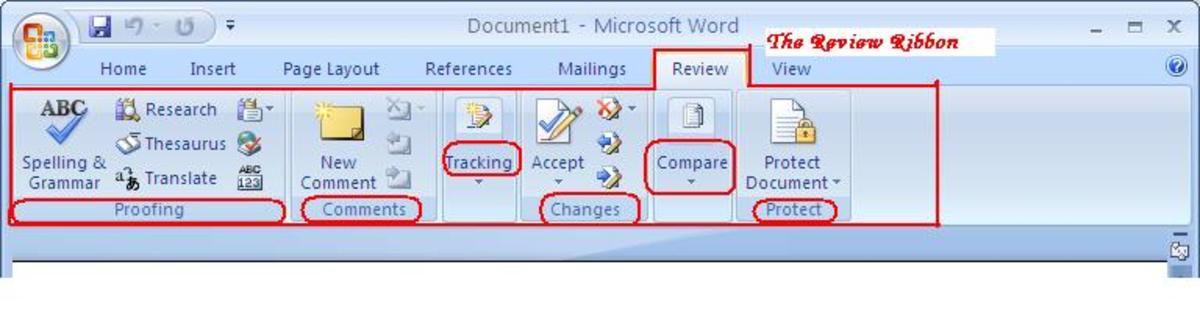 Document1 - Microsoft Word
The Review Ribbon
Home Insert Page Layout References Mailings Review View
ABC Research
Thesaurus
Spelling & Grammar Translate ABC 123
New Comment
Tracking
Accept
Compare
Protect Document
Proofing Comments Changes Protect